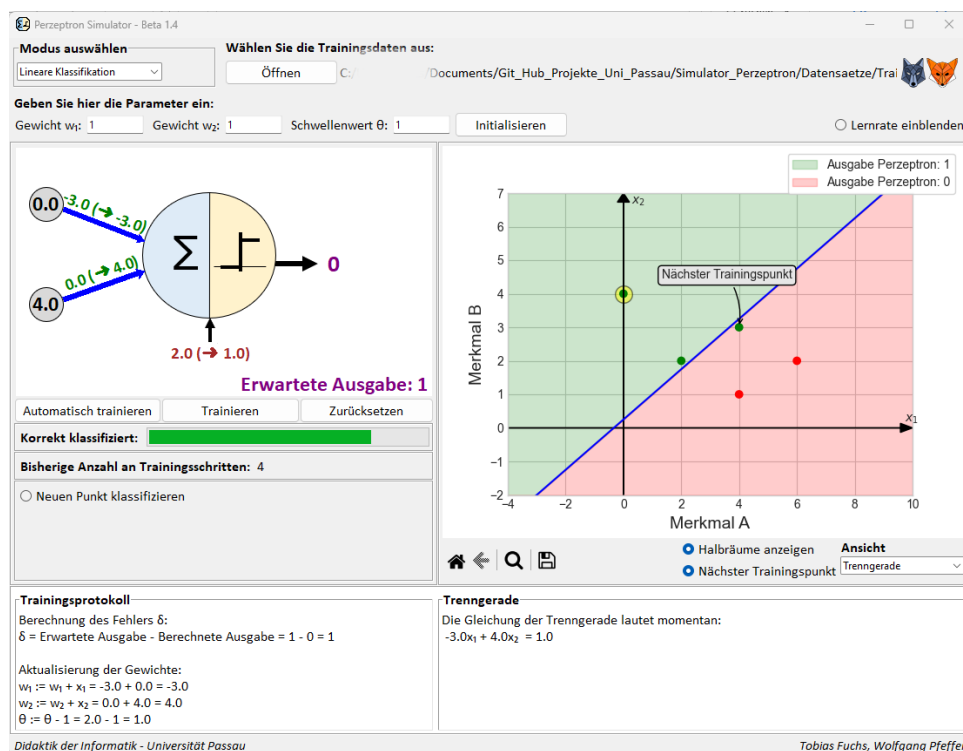 Perzeptron Simulator - Beta 1.4
Modus auswählen
Wählen Sie die Trainingsdaten aus:
Lineare Klassifikation
Öffnen
C:/
/Documents/Git_Hub_Projekte_Uni_Passau/Simulator_Perzeptron/Datensaetze/Trai
Geben Sie hier die Parameter ein:
Gewicht w₁: 1
Gewicht w₂: 1
Schwellenwert θ: 1
Initialisieren
Lernrate einblenden
0.0
-3.0 (→ -3.0)
4.0
0.0 (→ 4.0)
Σ
0
2.0 (→ 1.0)
Erwartete Ausgabe: 1
Automatisch trainieren
Trainieren
Zurücksetzen
Korrekt klassifiziert:
Bisherige Anzahl an Trainingsschritten: 4
Neuen Punkt klassifizieren
Ausgabe Perzeptron: 1
Ausgabe Perzeptron: 0
x₂
Nächster Trainingspunkt
x₁
Merkmal B
7
6
5
4
3
2
1
0
−1
−2
−4 −2 0 2 4 6 8 10
Merkmal A
Halbräume anzeigen
Nächster Trainingspunkt
Ansicht
Trenngerade
Trainingsprotokoll
Berechnung des Fehlers δ:
δ = Erwartete Ausgabe - Berechnete Ausgabe = 1 - 0 = 1
Aktualisierung der Gewichte:
w₁ := w₁ + x₁ = -3.0 + 0.0 = -3.0
w₂ := w₂ + x₂ = 0.0 + 4.0 = 4.0
θ := θ - 1 = 2.0 - 1 = 1.0
Trenngerade
Die Gleichung der Trenngerade lautet momentan:
-3.0x₁ + 4.0x₂ = 1.0
Didaktik der Informatik - Universität Passau
Tobias Fuchs, Wolfgang Pfeffer